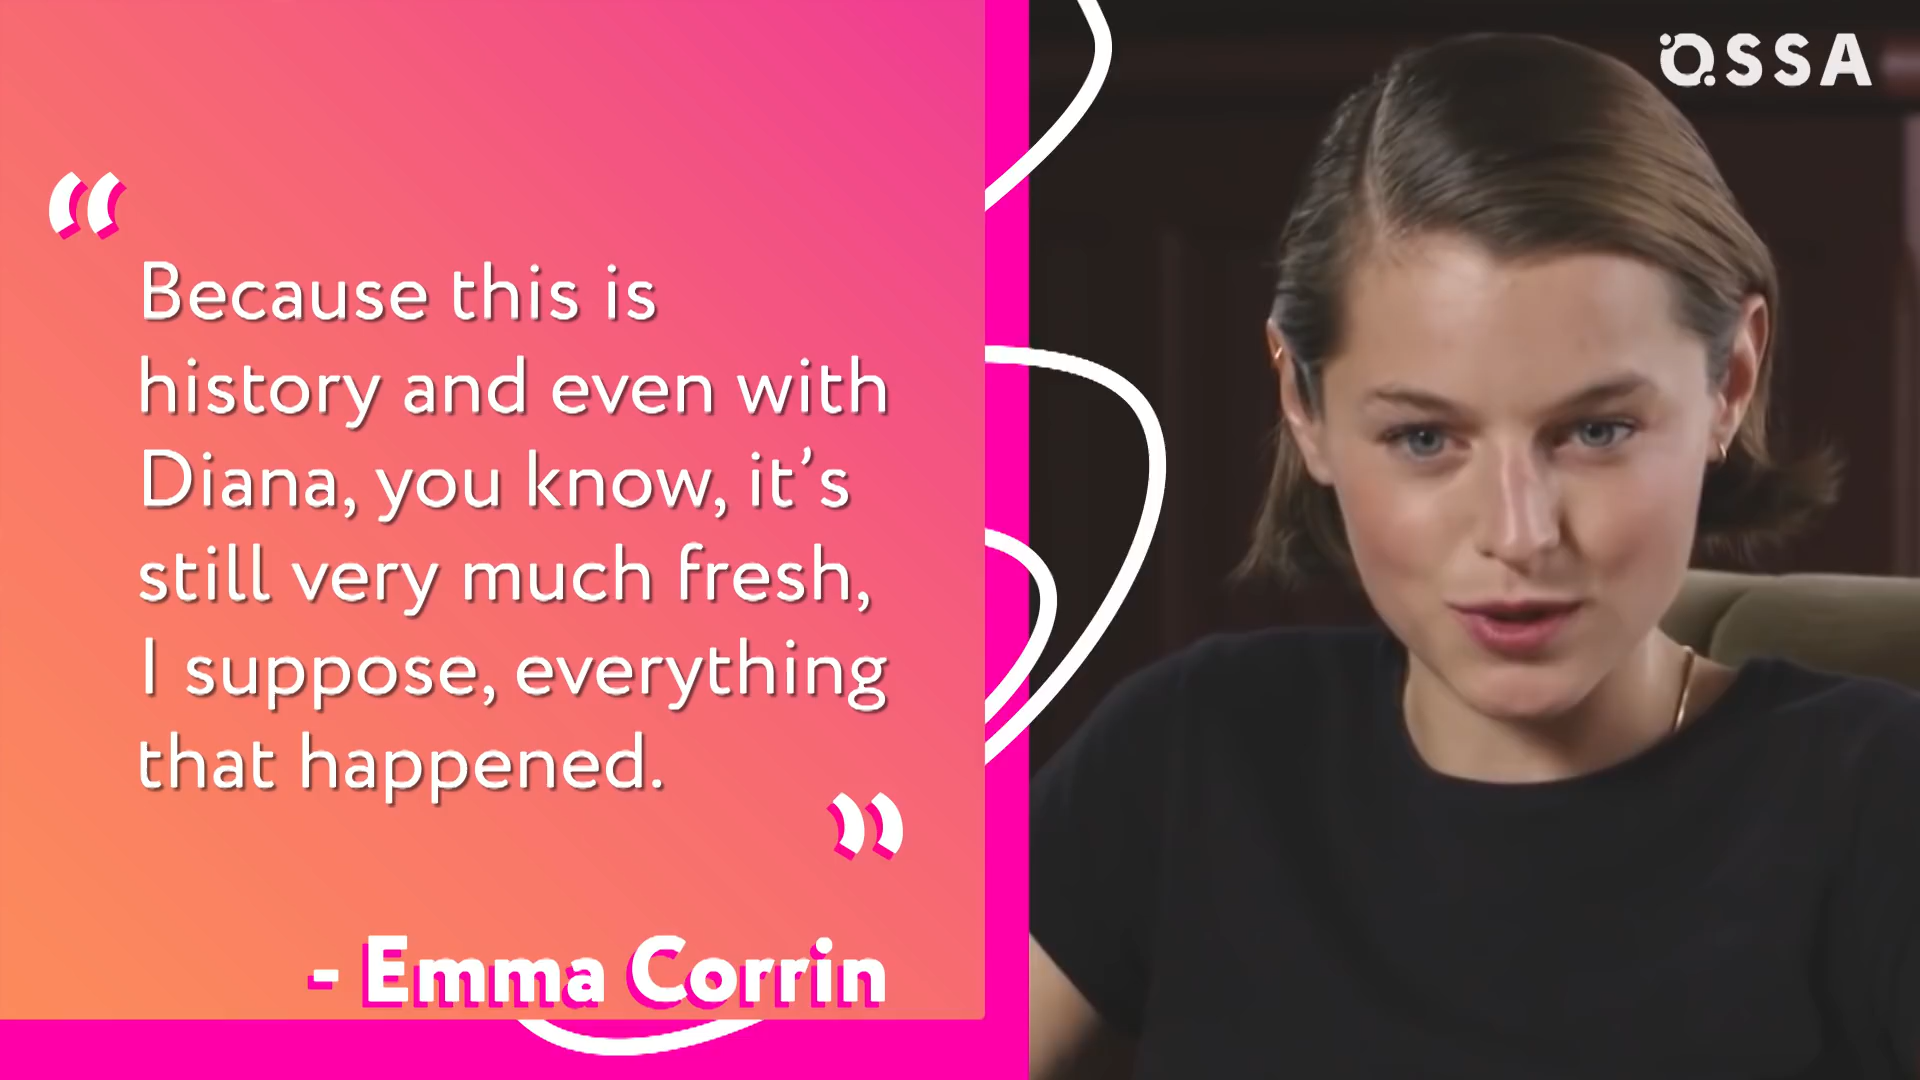 OSSA
“
Because this is
history and even with
Diana, you know, it’s
still very much fresh,
I suppose, everything
that happened.
”
- Emma Corrin